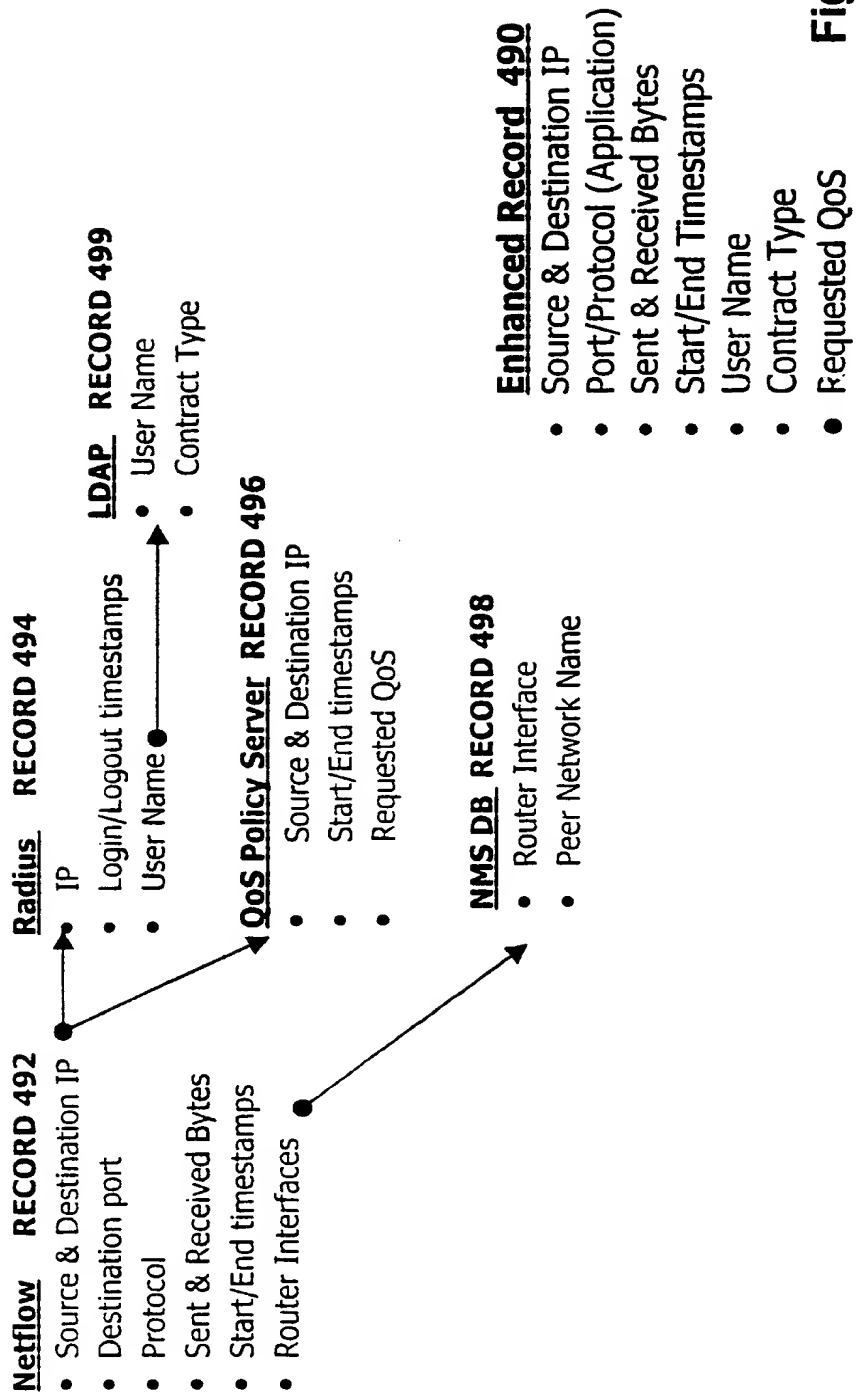 Netflow RECORD 492
• Source & Destination IP
• Destination port
• Protocol
• Sent & Received Bytes
• Start/End timestamps
• Router Interfaces
Radius RECORD 494
• IP
• Login/Logout timestamps
• User Name
LDAP RECORD 499
• User Name
• Contract Type
QoS Policy Server RECORD 496
• Source & Destination IP
• Start/End timestamps
• Requested QoS
NMS DB RECORD 498
• Router Interface
• Peer Network Name
Enhanced Record 490
• Source & Destination IP
• Port/Protocol (Application)
• Sent & Received Bytes
• Start/End Timestamps
• User Name
• Contract Type
• Requested QoS